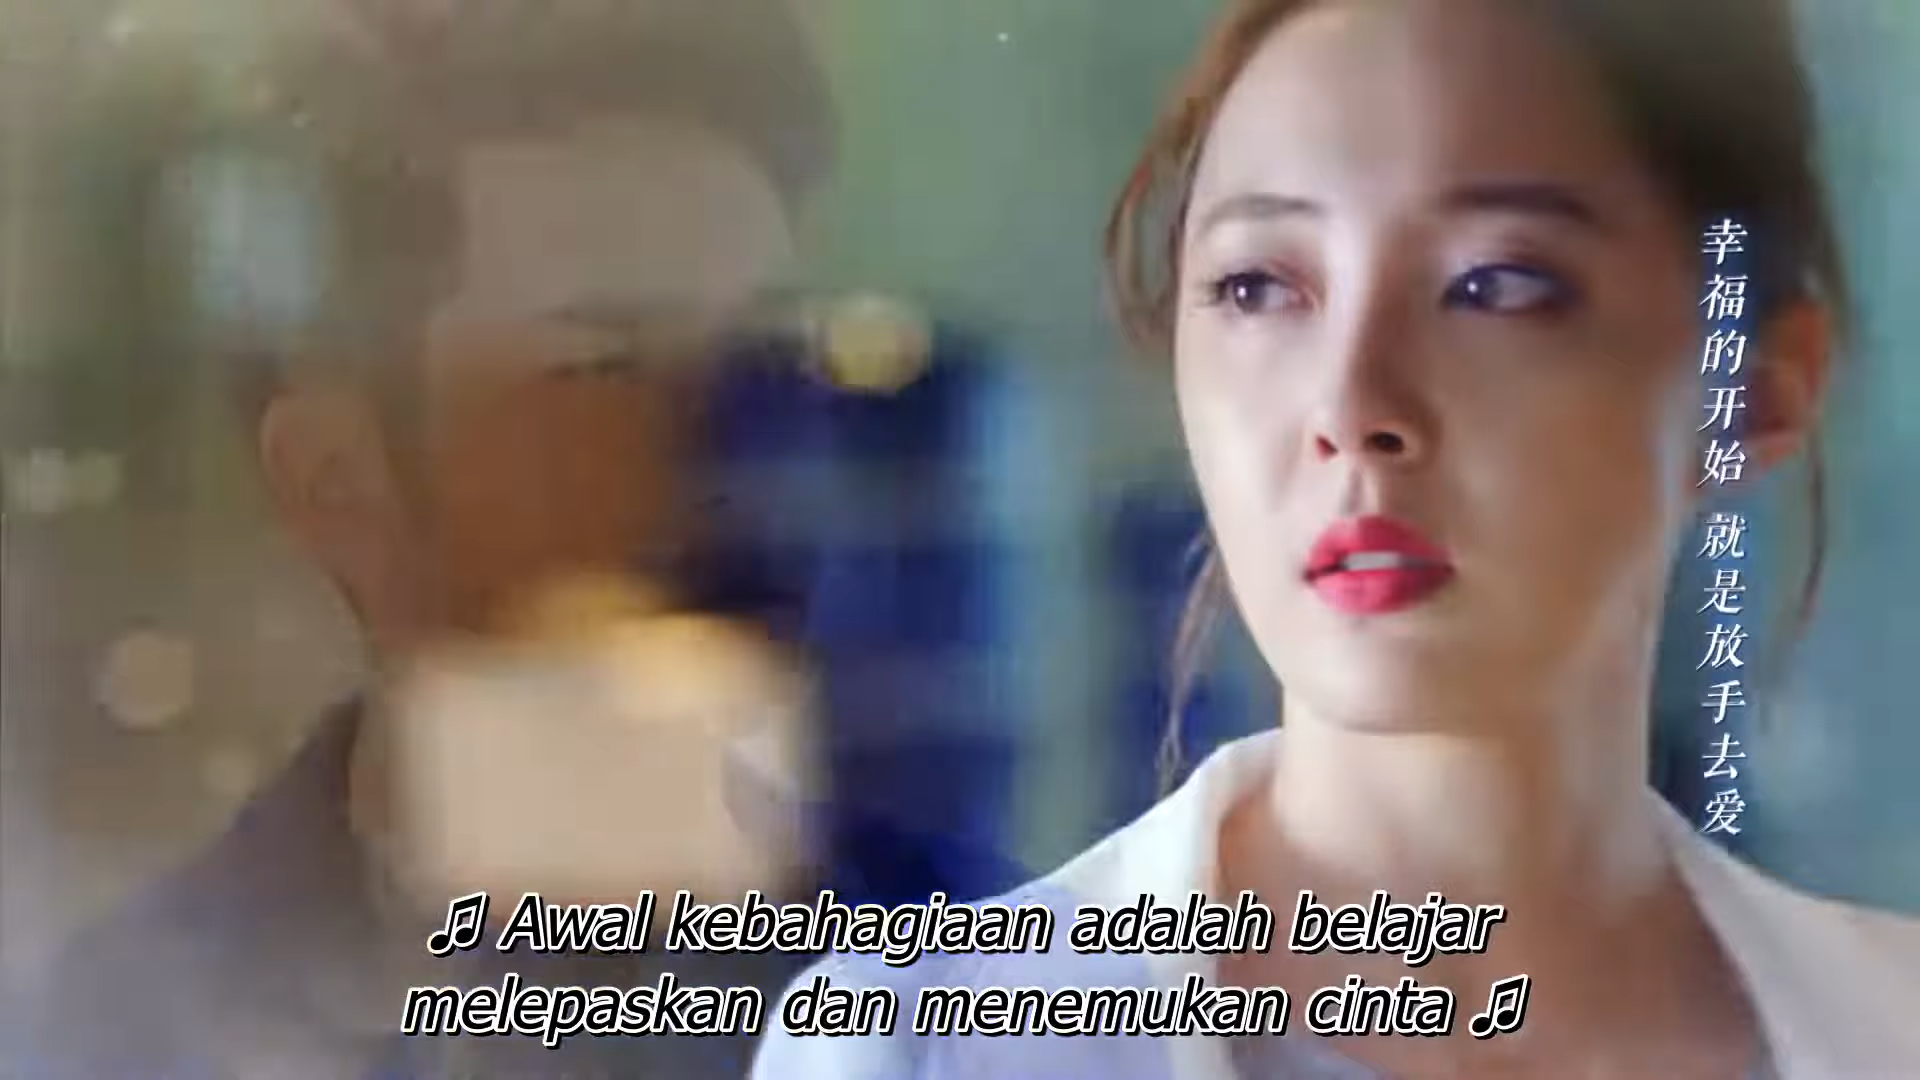 幸福的开始 就是放手去爱
♫ Awal kebahagiaan adalah belajar
melepaskan dan menemukan cinta ♫